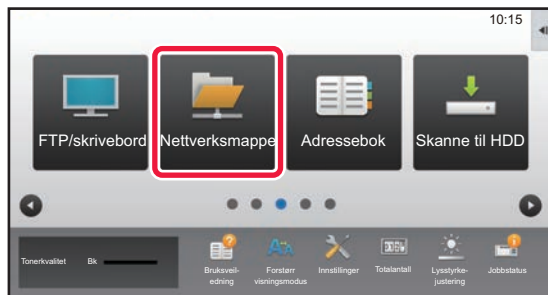 10:15
FTP/skrivebord
Nettverksmappe
Adressebok
Skanne til HDD
Tonerkvalitet
Bk
Bruksveil-
edning
Forstørr
visningsmodus
Innstillinger
Totalantall
Lysstyrke-
justering
Jobbstatus